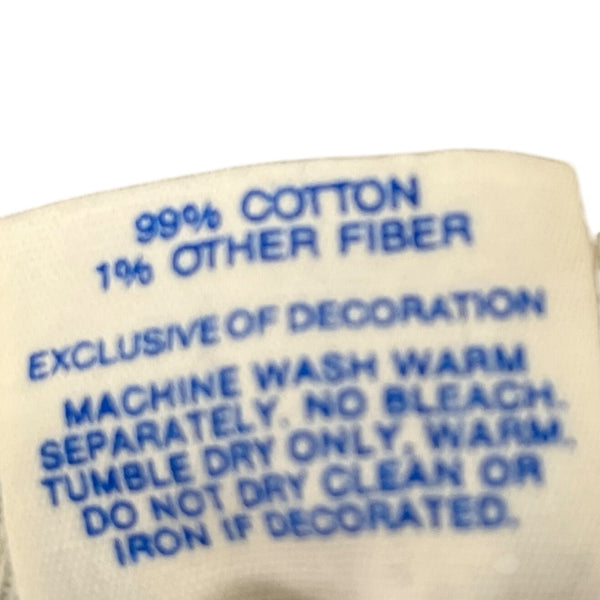 99% COTTON
1% OTHER FIBER
EXCLUSIVE OF DECORATION
MACHINE WASH WARM
SEPARATELY. NO BLEACH.
TUMBLE DRY ONLY, WARM.
DO NOT DRY CLEAN OR
IRON IF DECORATED.